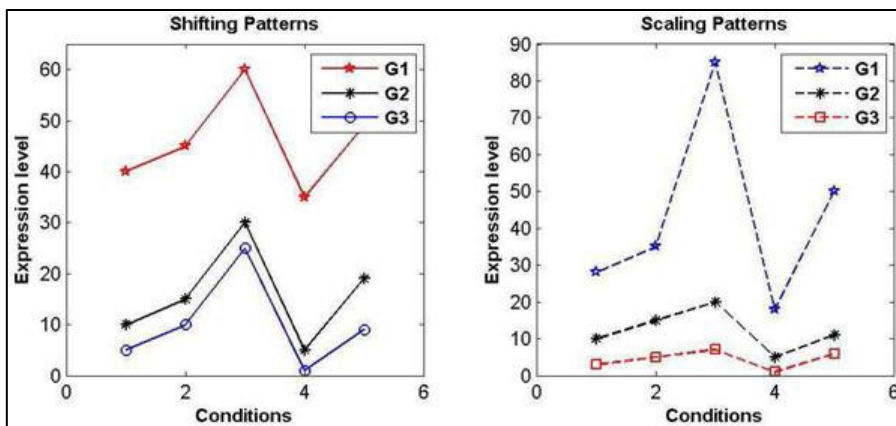 Shifting Patterns
Expression level
60
50
40
30
20
10
0
G1
G2
G3
0 2 4 6
Conditions
Scaling Patterns
Expression level
90
80
70
60
50
40
30
20
10
0
G1
G2
G3
0 2 4 6
Conditions